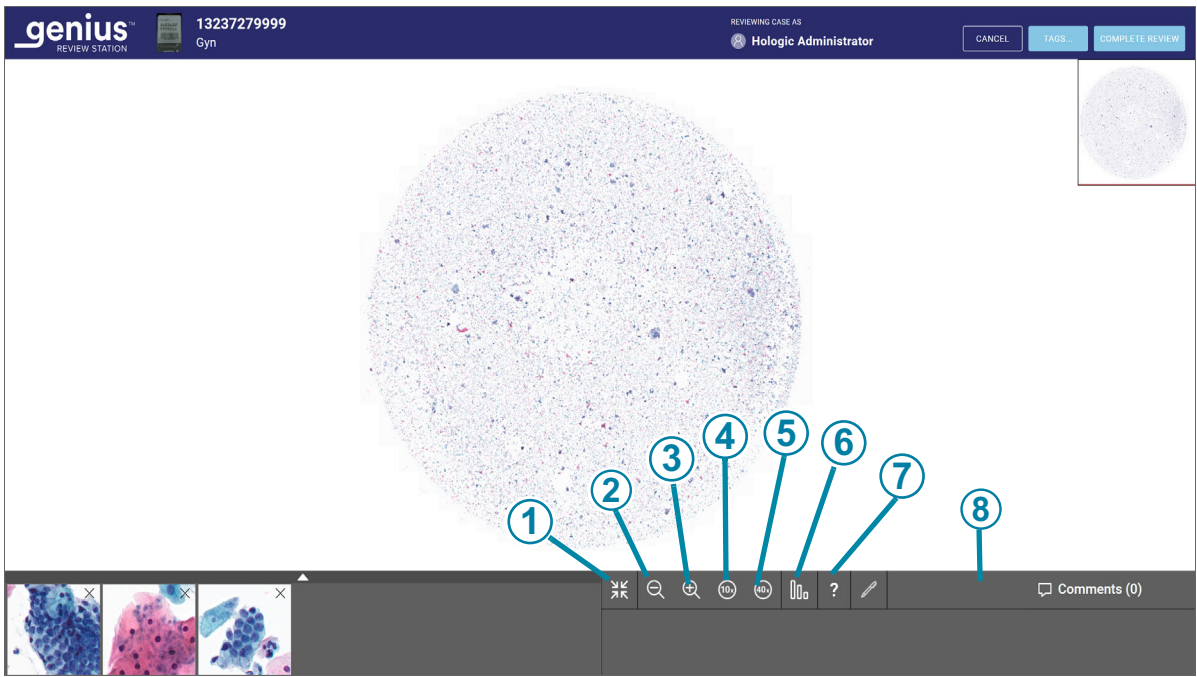 genius™
REVIEW STATION
13237279999
Gyn
REVIEWING CASE AS
Hologic Administrator
CANCEL
TAGS...
COMPLETE REVIEW
1
2
3
4
5
6
7
8
10x
40x
?
Comments (0)